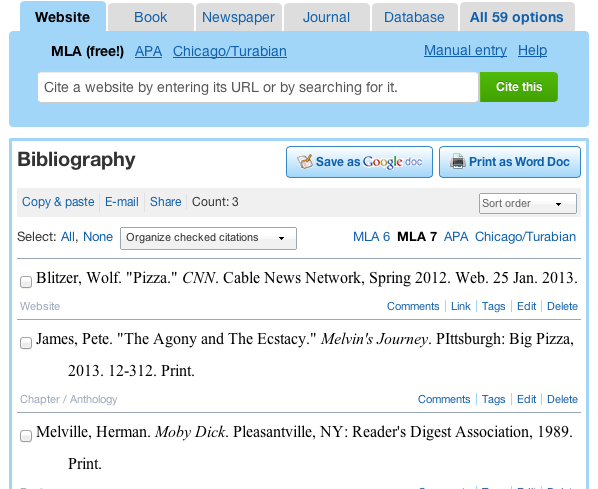 Website Book Newspaper Journal Database All 59 options
MLA (free!) APA Chicago/Turabian Manual entry Help
Cite a website by entering its URL or by searching for it. Cite this
Bibliography Save as Google doc Print as Word Doc
Copy & paste E-mail Share Count: 3 Sort order
Select: All, None Organize checked citations MLA 6 MLA 7 APA Chicago/Turabian
Blitzer, Wolf. "Pizza." CNN. Cable News Network, Spring 2012. Web. 25 Jan. 2013.
Website Comments Link Tags Edit Delete
James, Pete. "The Agony and The Ecstacy." Melvin's Journey. PIttsburgh: Big Pizza,
2013. 12-312. Print.
Chapter / Anthology Comments Tags Edit Delete
Melville, Herman. Moby Dick. Pleasantville, NY: Reader's Digest Association, 1989.
Print.